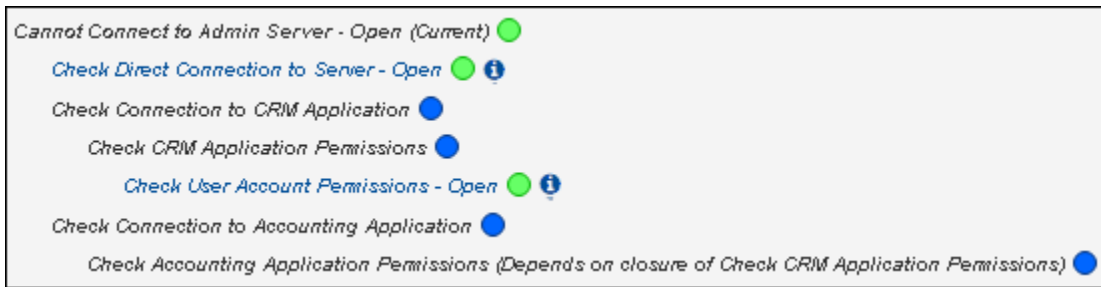 Cannot Connect to Admin Server - Open (Current)
Check Direct Connection to Server - Open
Check Connection to CRM Application
Check CRM Application Permissions
Check User Account Permissions - Open
Check Connection to Accounting Application
Check Accounting Application Permissions (Depends on closure of Check CRM Application Permissions)